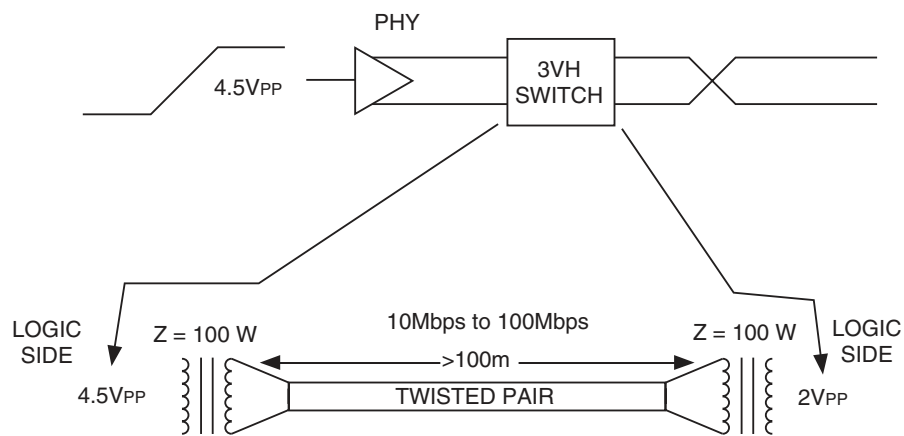 PHY
4.5VPP
3VH
SWITCH
LOGIC
SIDE
Z = 100 W
10Mbps to 100Mbps
Z = 100 W
LOGIC
SIDE
>100m
4.5VPP
TWISTED PAIR
2VPP